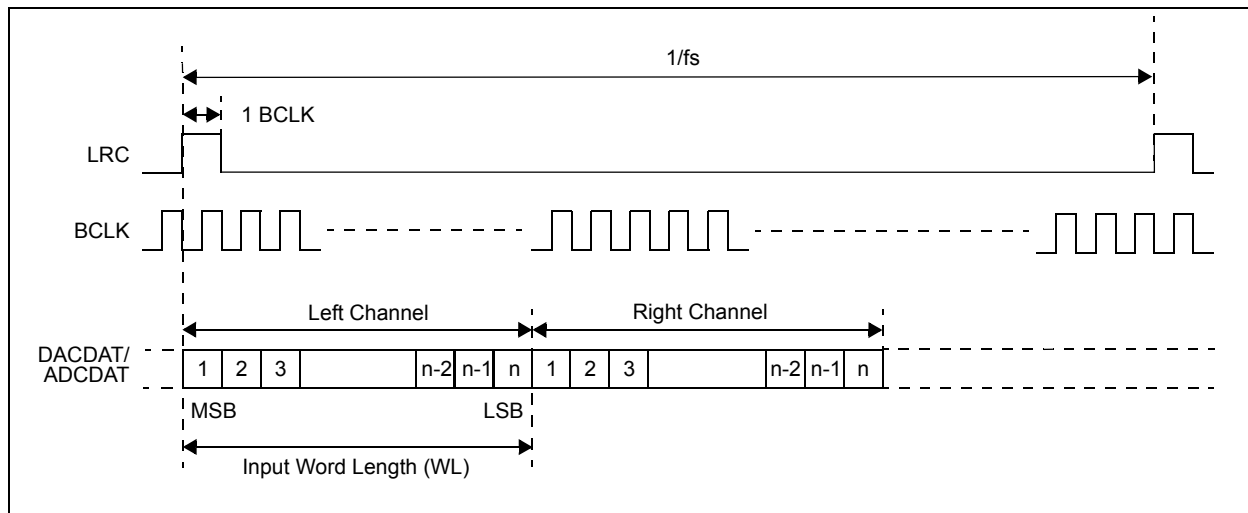 1/fs
1 BCLK
LRC
BCLK
Left Channel
Right Channel
DACDAT/
ADCDAT
1 2 3 n-2 n-1 n 1 2 3 n-2 n-1 n
MSB LSB
Input Word Length (WL)